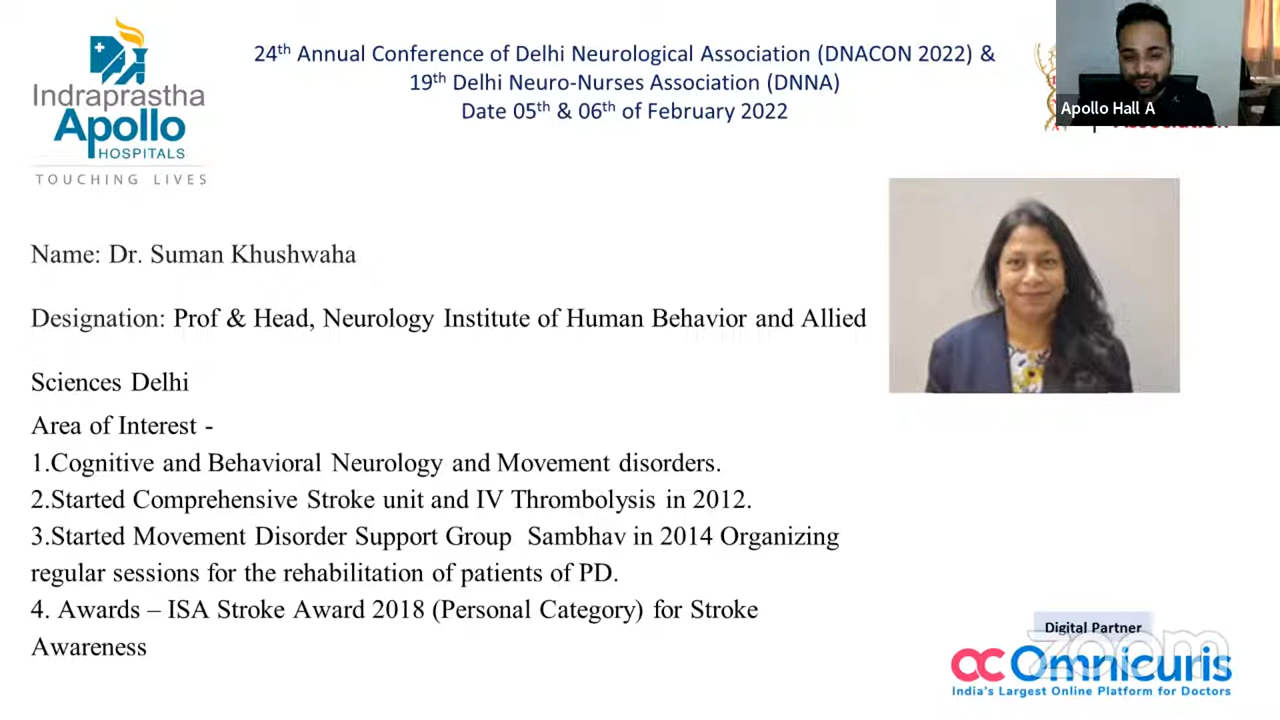 Indraprastha
Apollo
HOSPITALS
TOUCHING LIVES
24th Annual Conference of Delhi Neurological Association (DNACON 2022) &
19th Delhi Neuro-Nurses Association (DNNA)
Date 05th & 06th of February 2022
Apollo Hall A
Name: Dr. Suman Khushwaha
Designation: Prof & Head, Neurology Institute of Human Behavior and Allied
Sciences Delhi
Area of Interest -
1.Cognitive and Behavioral Neurology and Movement disorders.
2.Started Comprehensive Stroke unit and IV Thrombolysis in 2012.
3.Started Movement Disorder Support Group Sambhav in 2014 Organizing
regular sessions for the rehabilitation of patients of PD.
4. Awards – ISA Stroke Award 2018 (Personal Category) for Stroke
Awareness
Digital Partner
zoom
Omnicuris
India's Largest Online Platform for Doctors